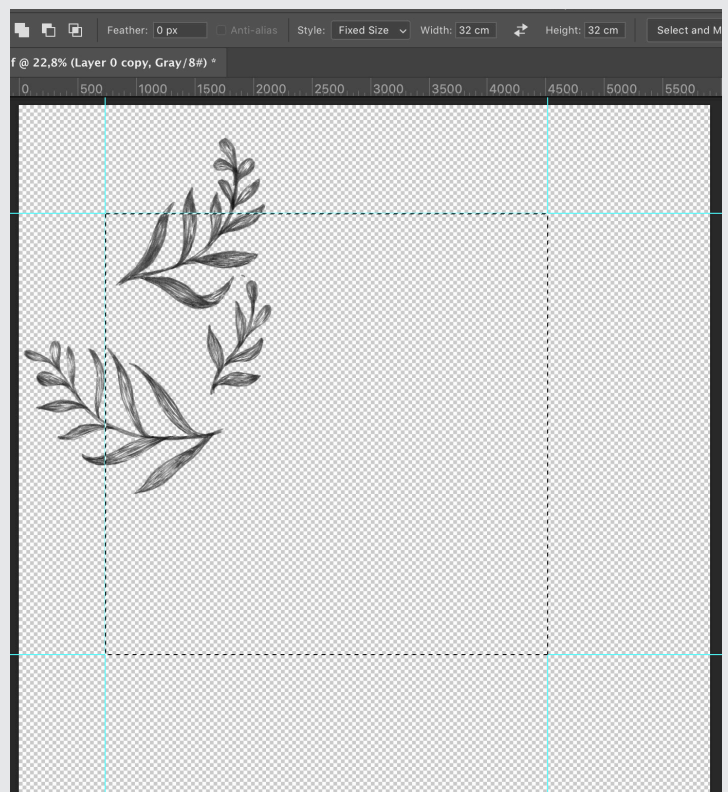 Feather: 0 px Anti-alias Style: Fixed Size Width: 32 cm Height: 32 cm Select and M
f @ 22,8% (Layer 0 copy, Gray/8#) *
0 500 1000 1500 2000 2500 3000 3500 4000 4500 5000 5500